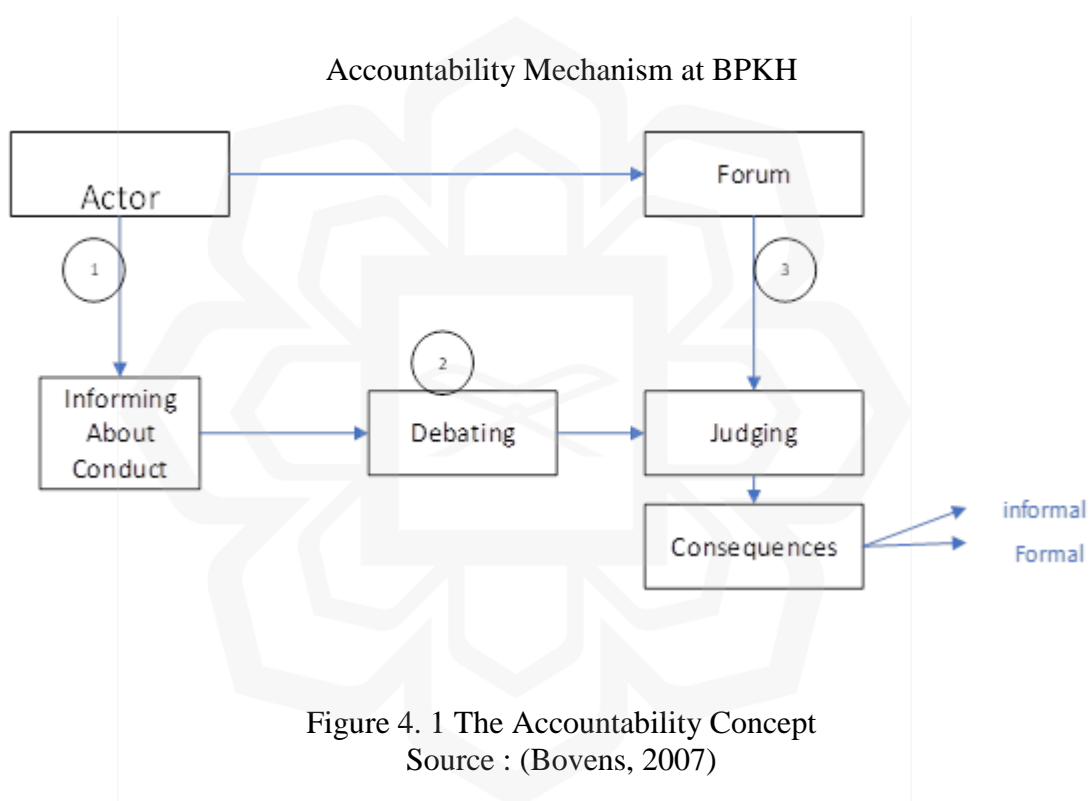 Accountability Mechanism at BPKH
Actor
Forum
1
3
2
Informing
About
Conduct
Debating
Judging
Consequences
informal
Formal
Figure 4. 1 The Accountability Concept
Source : (Bovens, 2007)